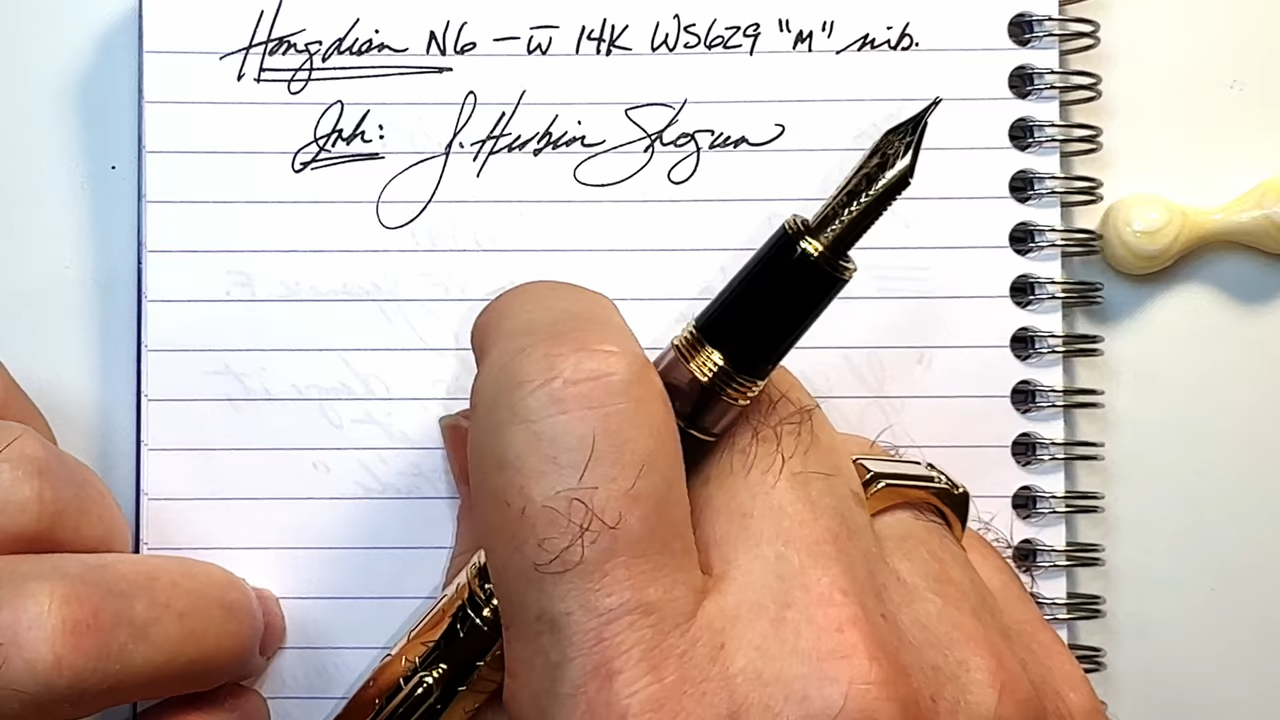 Hongdian N6 - w̅ 14K WS629 "M" nib.
Ink: J. Herbin Shogun